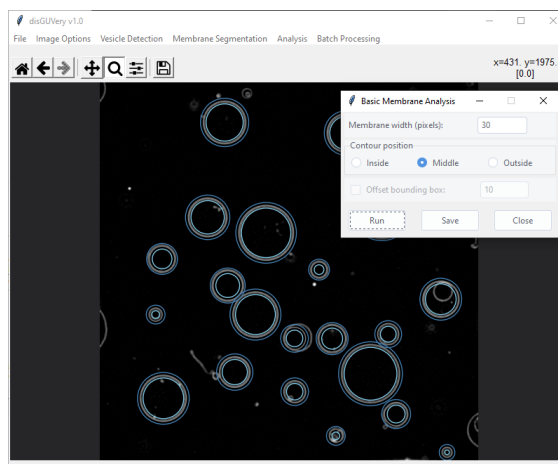 disGUVery v1.0
File Image Options Vesicle Detection Membrane Segmentation Analysis Batch Processing
x=431. y=1975.
[0.0]
Basic Membrane Analysis
Membrane width (pixels): 30
Contour position
Inside Middle Outside
Offset bounding box: 10
Run Save Close